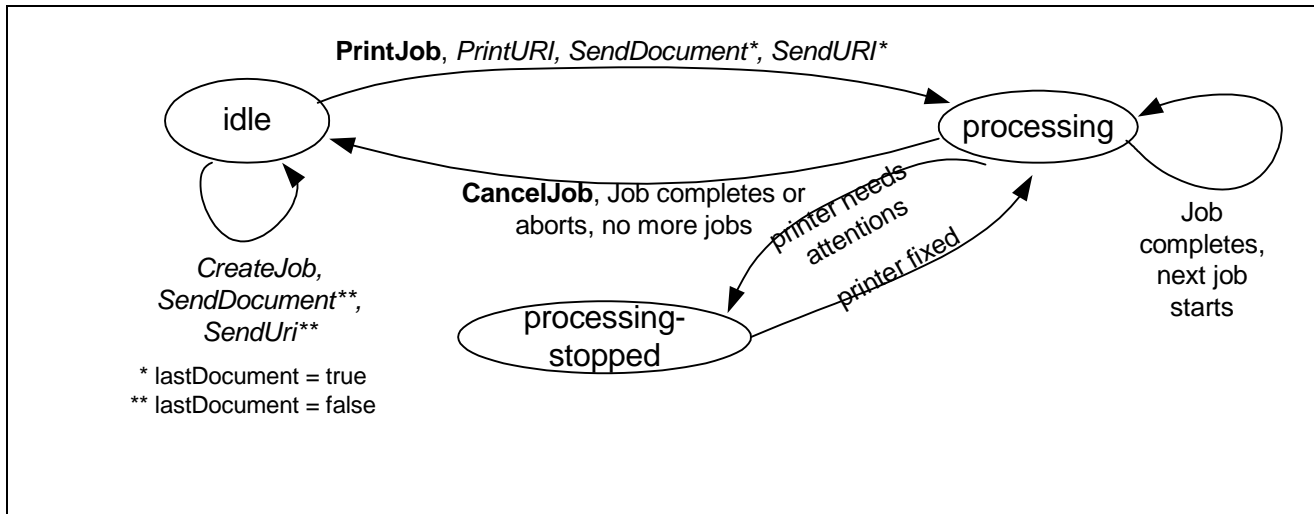 PrintJob, PrintURI, SendDocument*, SendURI*
idle
processing
CancelJob, Job completes or
aborts, no more jobs
printer needs
attentions
printer fixed
Job
completes,
next job
starts
CreateJob,
SendDocument**,
SendUri**
processing-
stopped
* lastDocument = true
** lastDocument = false